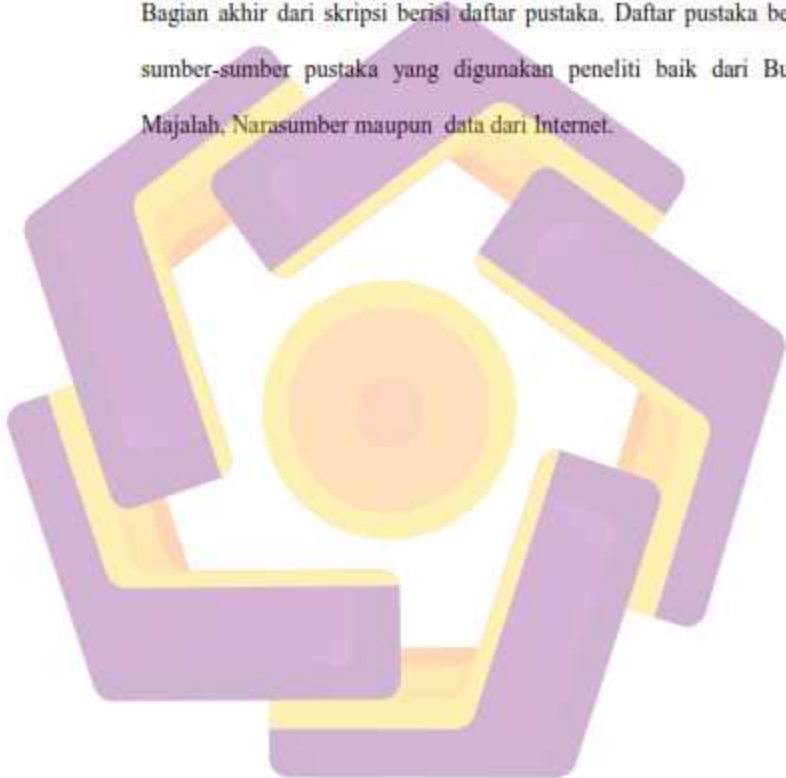 Bagian akhir dari skripsi berisi daftar pustaka. Daftar pustaka be
sumber-sumber pustaka yang digunakan peneliti baik dari Bu
Majalah, Narasumber maupun data dari Internet.